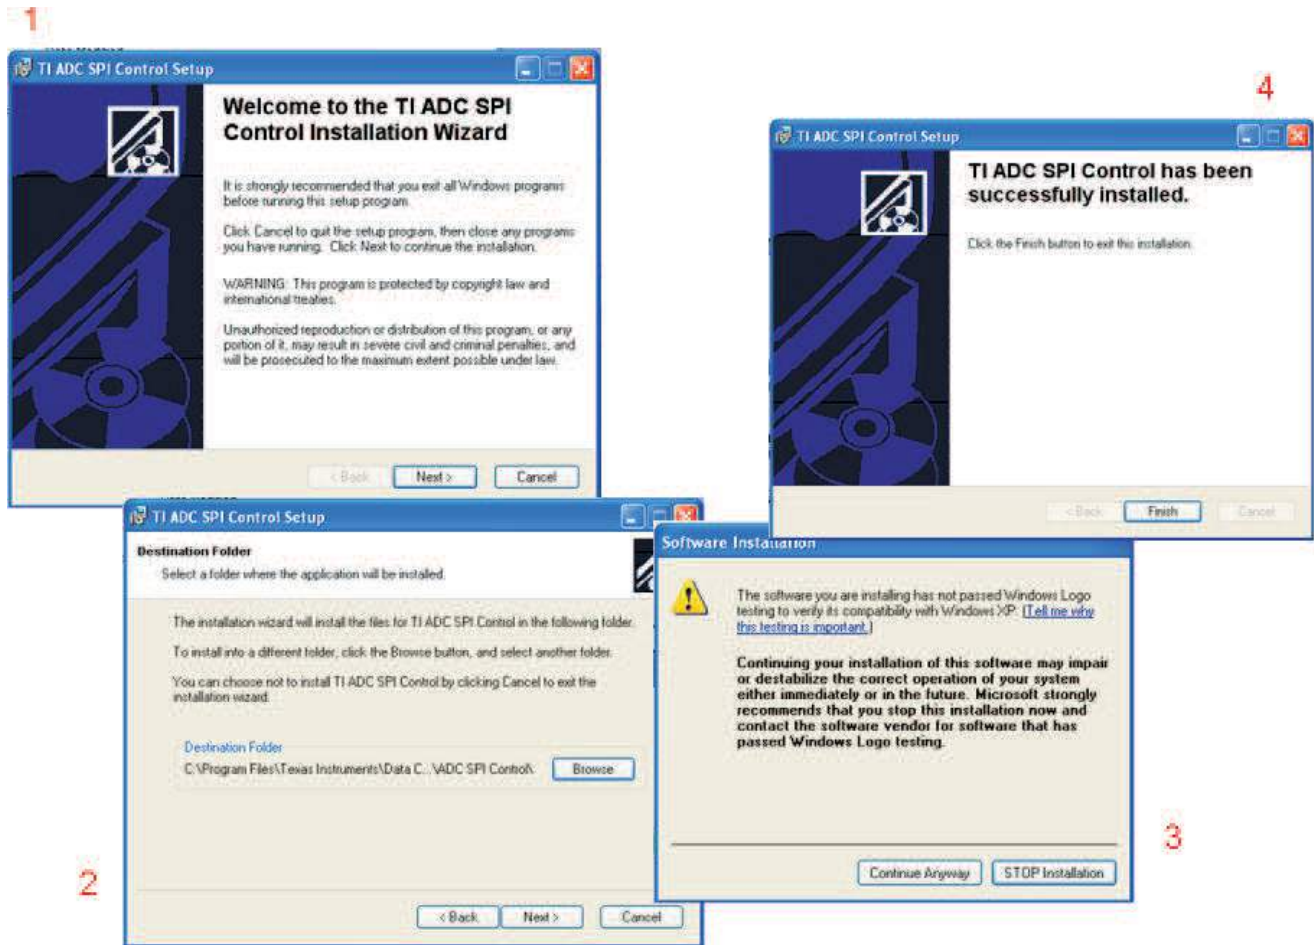 1
TI ADC SPI Control Setup
Welcome to the TI ADC SPI
Control Installation Wizard
It is strongly recommended that you exit all Windows programs
before running this setup program.
Click Cancel to quit the setup program, then close any programs
you have running. Click Next to continue the installation.
WARNING: This program is protected by copyright law and
international treaties.
Unauthorized reproduction or distribution of this program, or any
portion of it, may result in severe civil and criminal penalties, and
will be prosecuted to the maximum extent possible under law.
< Back
Next >
Cancel
2
TI ADC SPI Control Setup
Destination Folder
Select a folder where the application will be installed.
The installation wizard will install the files for TI ADC SPI Control in the following folder.
To install into a different folder, click the Browse button, and select another folder.
You can choose not to install TI ADC SPI Control by clicking Cancel to exit the
installation wizard.
Destination Folder
C:\Program Files\Texas Instruments\Data C...\ADC SPI Control\
Browse
< Back
Next >
Cancel
3
Software Installation
The software you are installing has not passed Windows Logo
testing to verify its compatibility with Windows XP. (Tell me why
this testing is important.)
Continuing your installation of this software may impair
or destabilize the correct operation of your system
either immediately or in the future. Microsoft strongly
recommends that you stop this installation now and
contact the software vendor for software that has
passed Windows Logo testing.
Continue Anyway
STOP Installation
4
TI ADC SPI Control Setup
TI ADC SPI Control has been
successfully installed.
Click the Finish button to exit this installation.
< Back
Finish
Cancel